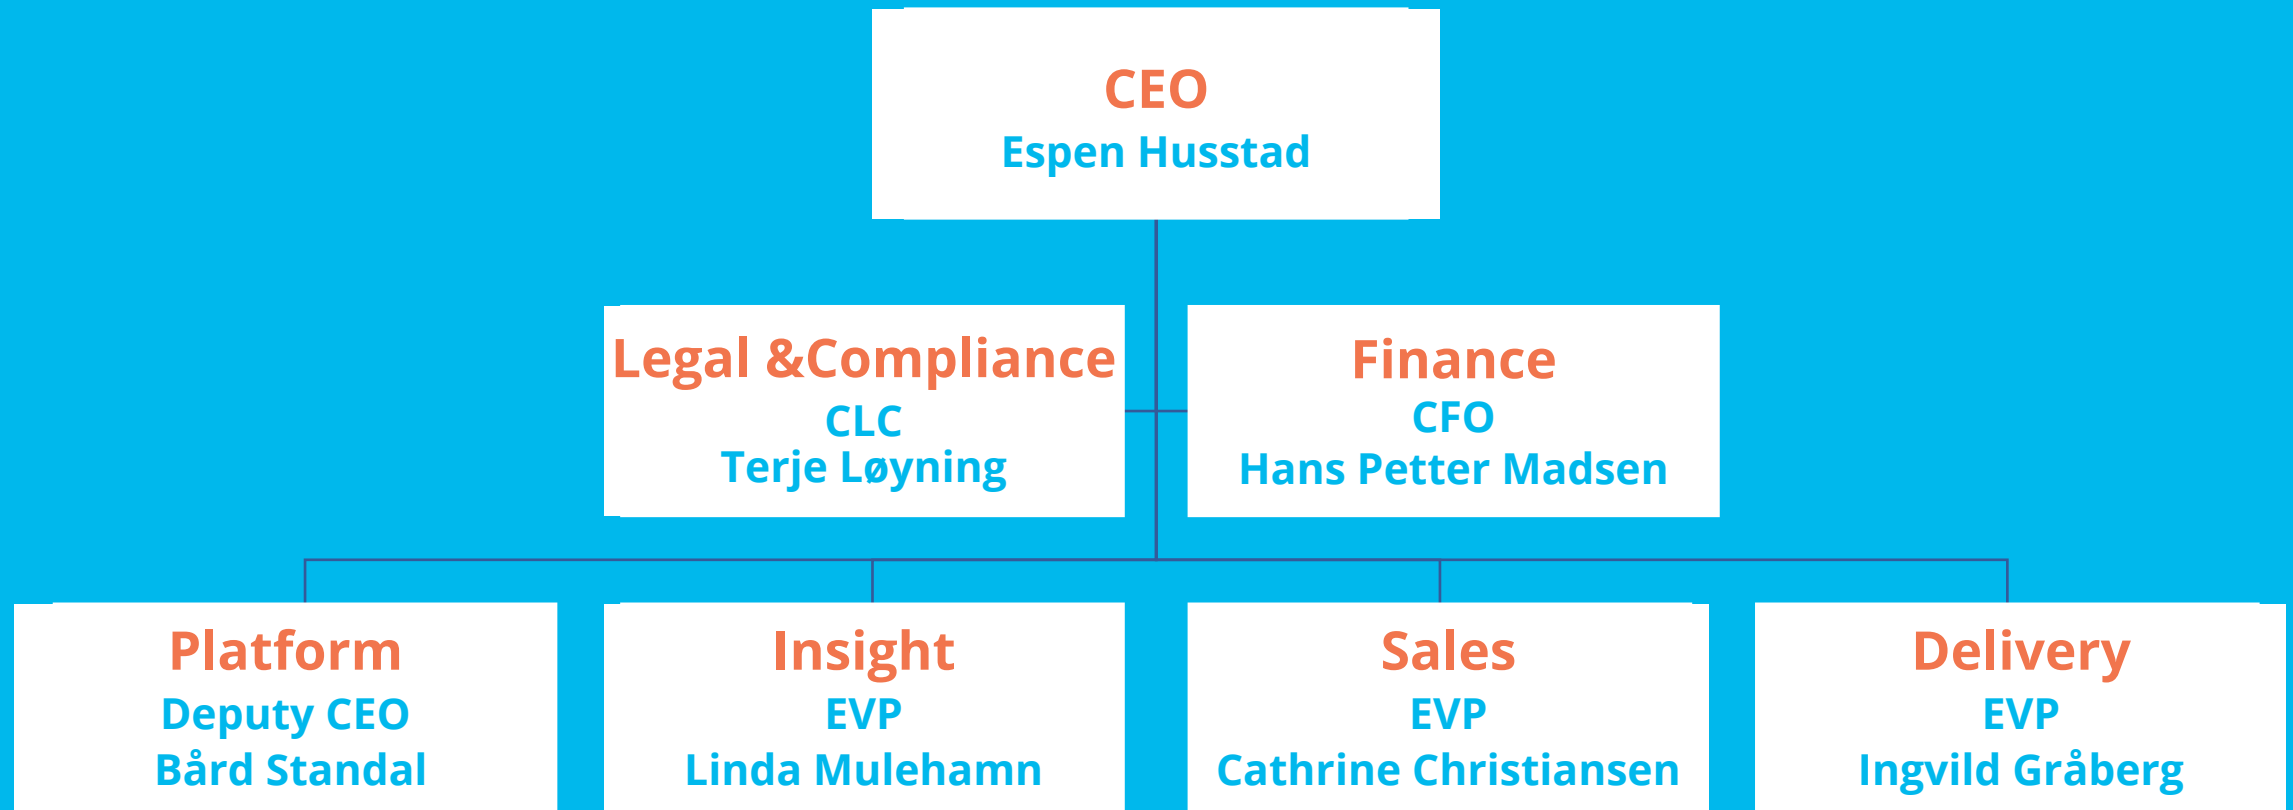 CEO
Espen Husstad
Legal &Compliance
CLC
Terje Løyning
Finance
CFO
Hans Petter Madsen
Platform
Deputy CEO
Bård Standal
Insight
EVP
Linda Mulehamn
Sales
EVP
Cathrine Christiansen
Delivery
EVP
Ingvild Gråberg